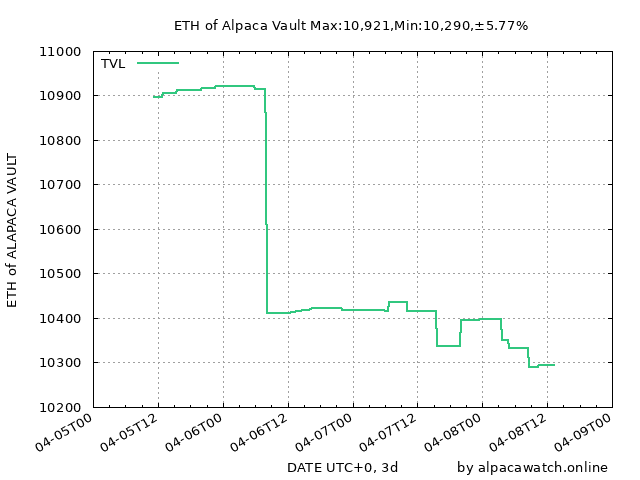 ETH of Alpaca Vault Max:10,921,Min:10,290,±5.77%
TVL
11000
10900
10800
10700
10600
10500
10400
10300
10200
ETH of ALAPACA VAULT
04-05T00
04-05T12
04-06T00
04-06T12
04-07T00
04-07T12
04-08T00
04-08T12
04-09T00
DATE UTC+0, 3d
by alpacawatch.online